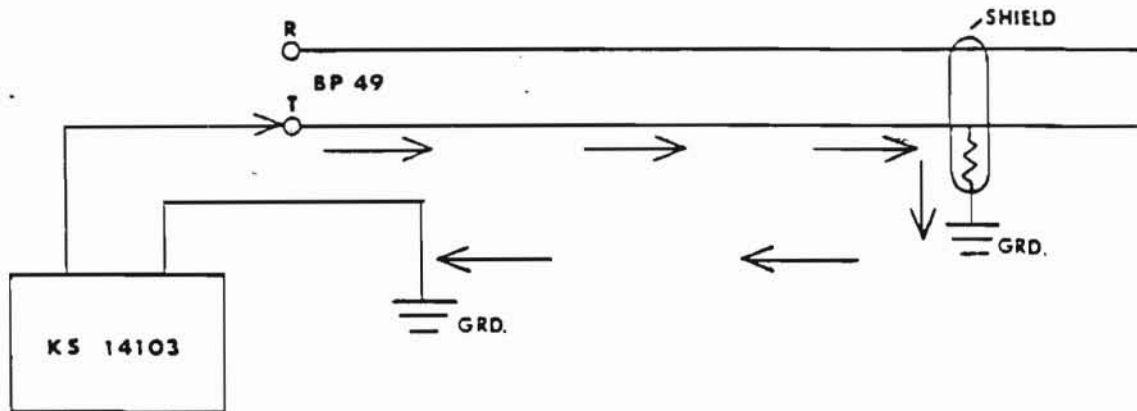 SHIELD
R
BP 49
T
GRD.
GRD.
KS 14103